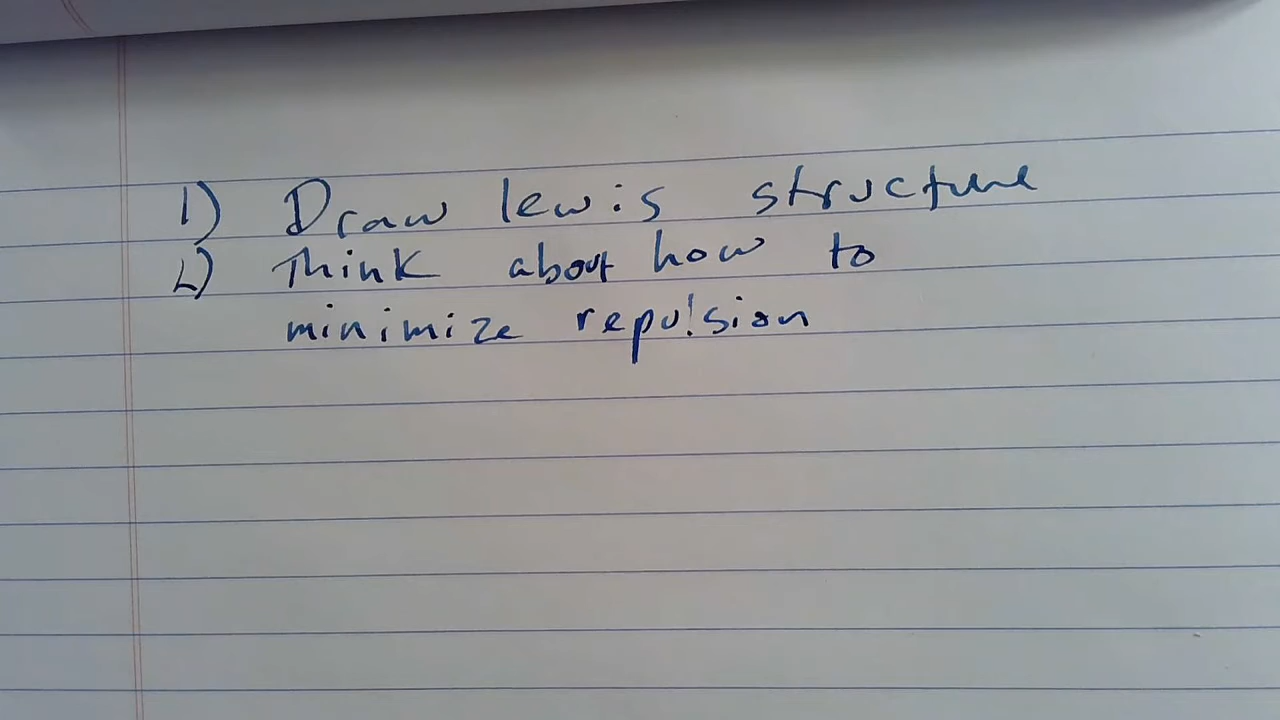 1) Draw lewis structure
2) Think about how to
minimize repulsion